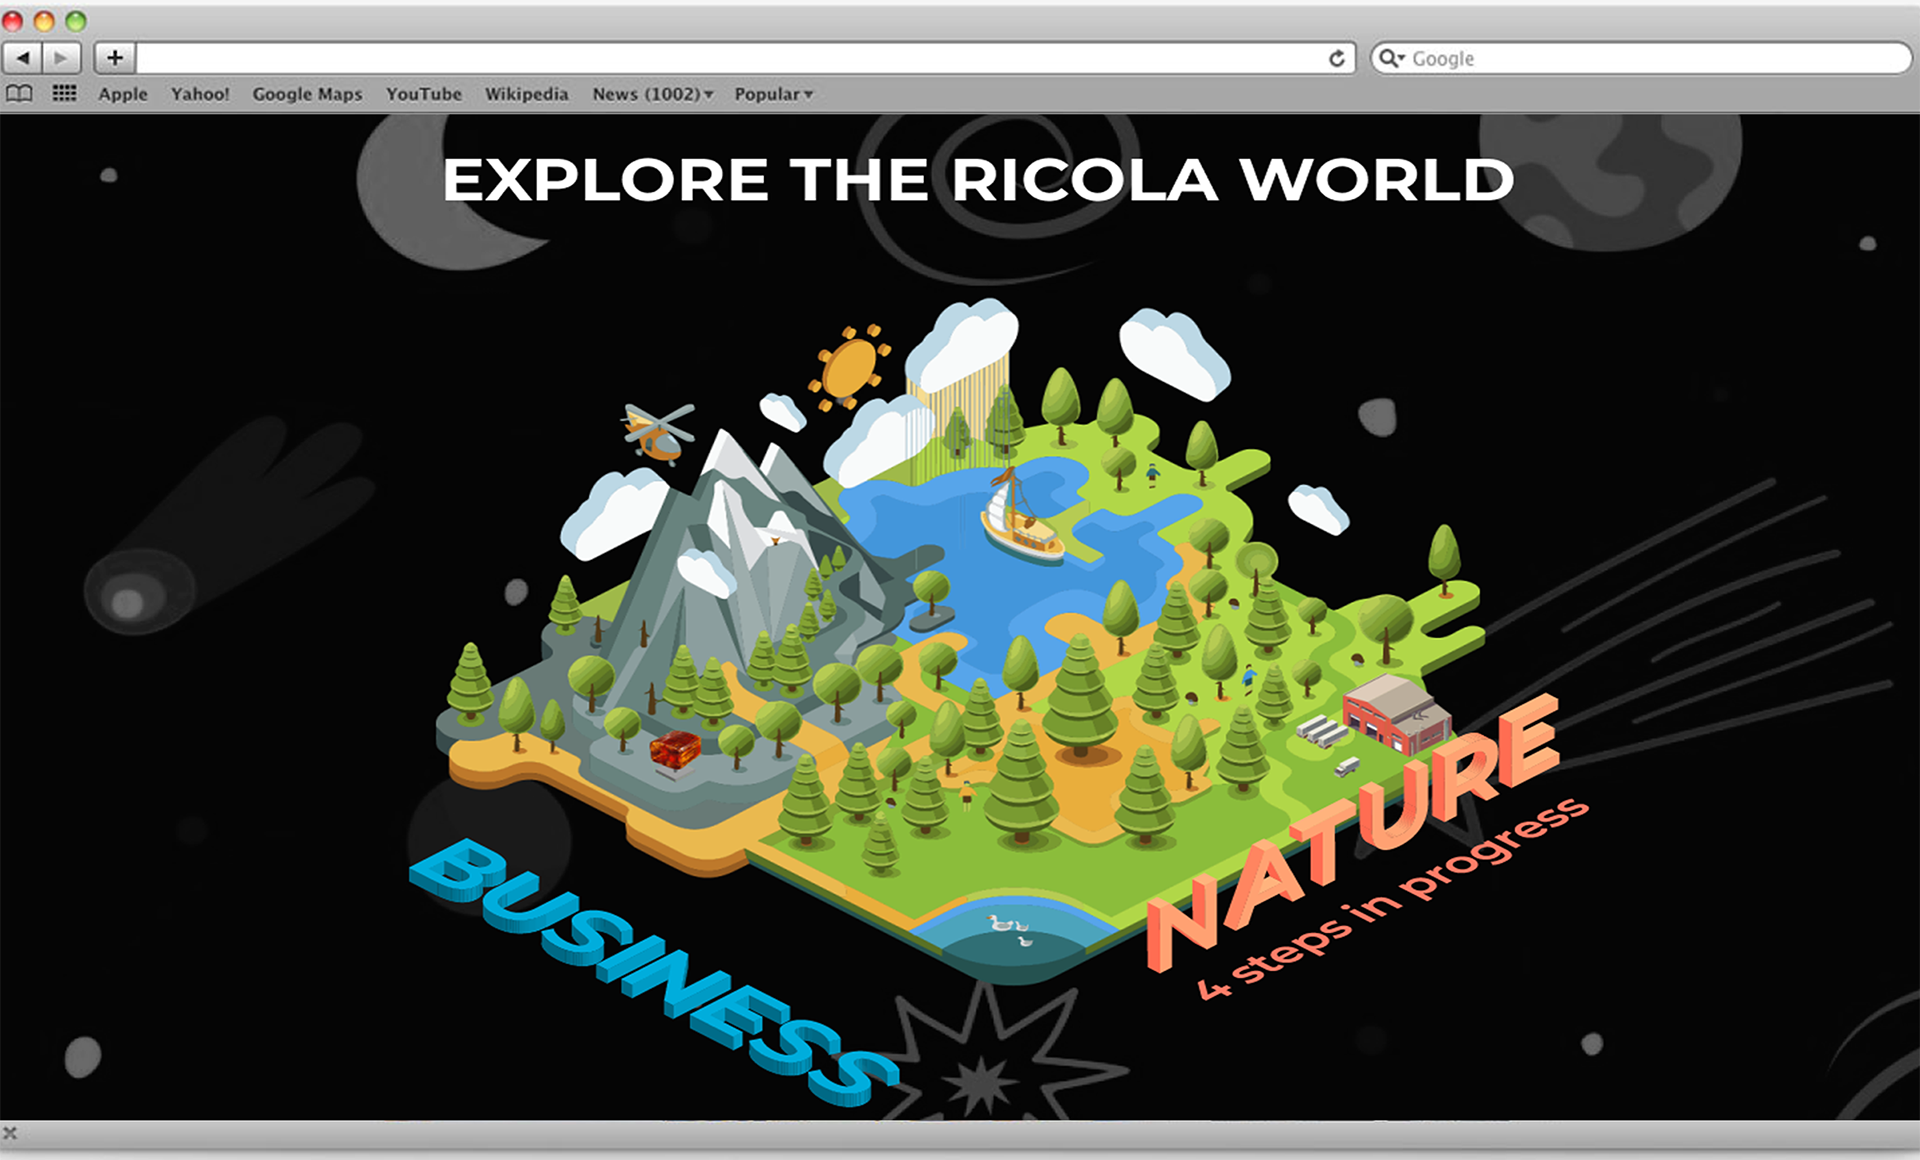 Google
Apple Yahoo! Google Maps YouTube Wikipedia News (1002) Popular
EXPLORE THE RICOLA WORLD
BUSINESS
NATURE
4 steps in progress